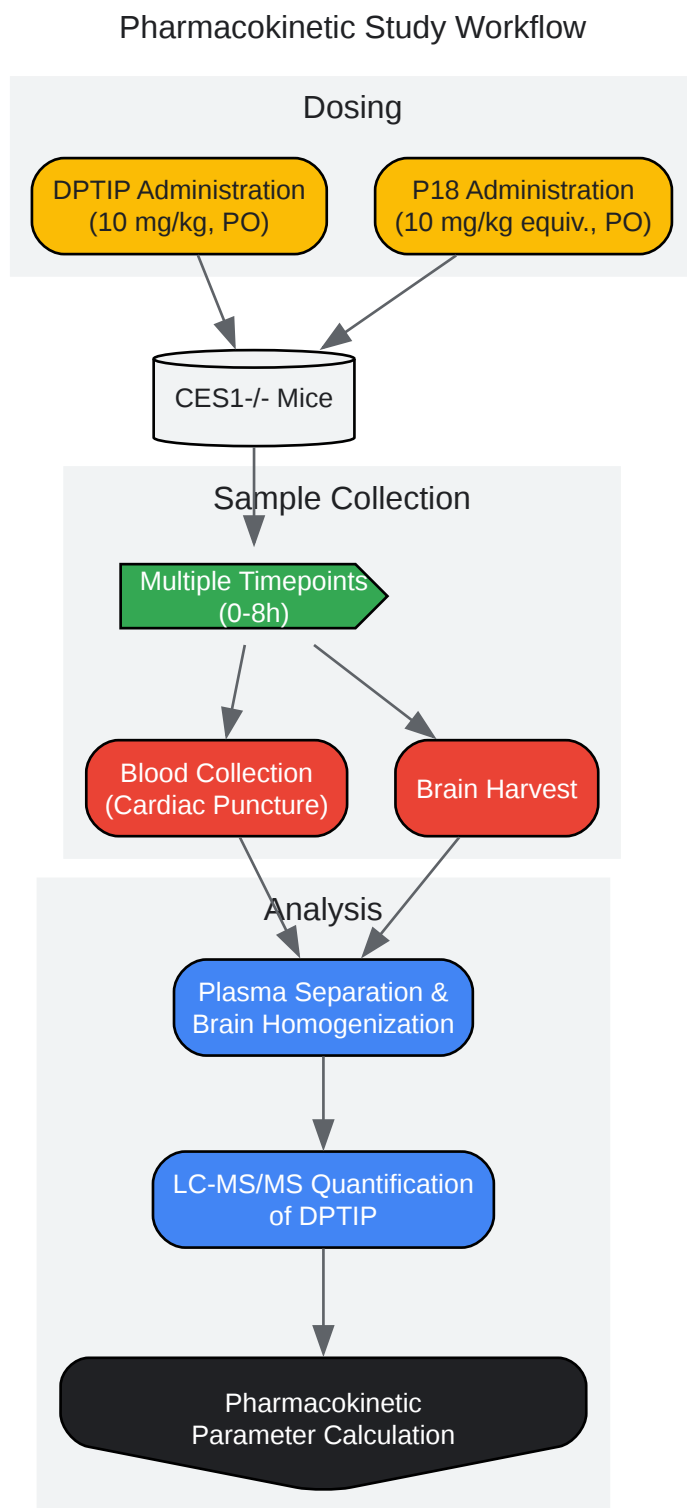 Pharmacokinetic Study Workflow
Dosing
DPTIP Administration
(10 mg/kg, PO)
P18 Administration
(10 mg/kg equiv., PO)
CES1-/- Mice
Sample Collection
Multiple Timepoints
(0-8h)
Blood Collection
(Cardiac Puncture)
Brain Harvest
Analysis
Plasma Separation &
Brain Homogenization
LC-MS/MS Quantification
of DPTIP
Pharmacokinetic
Parameter Calculation